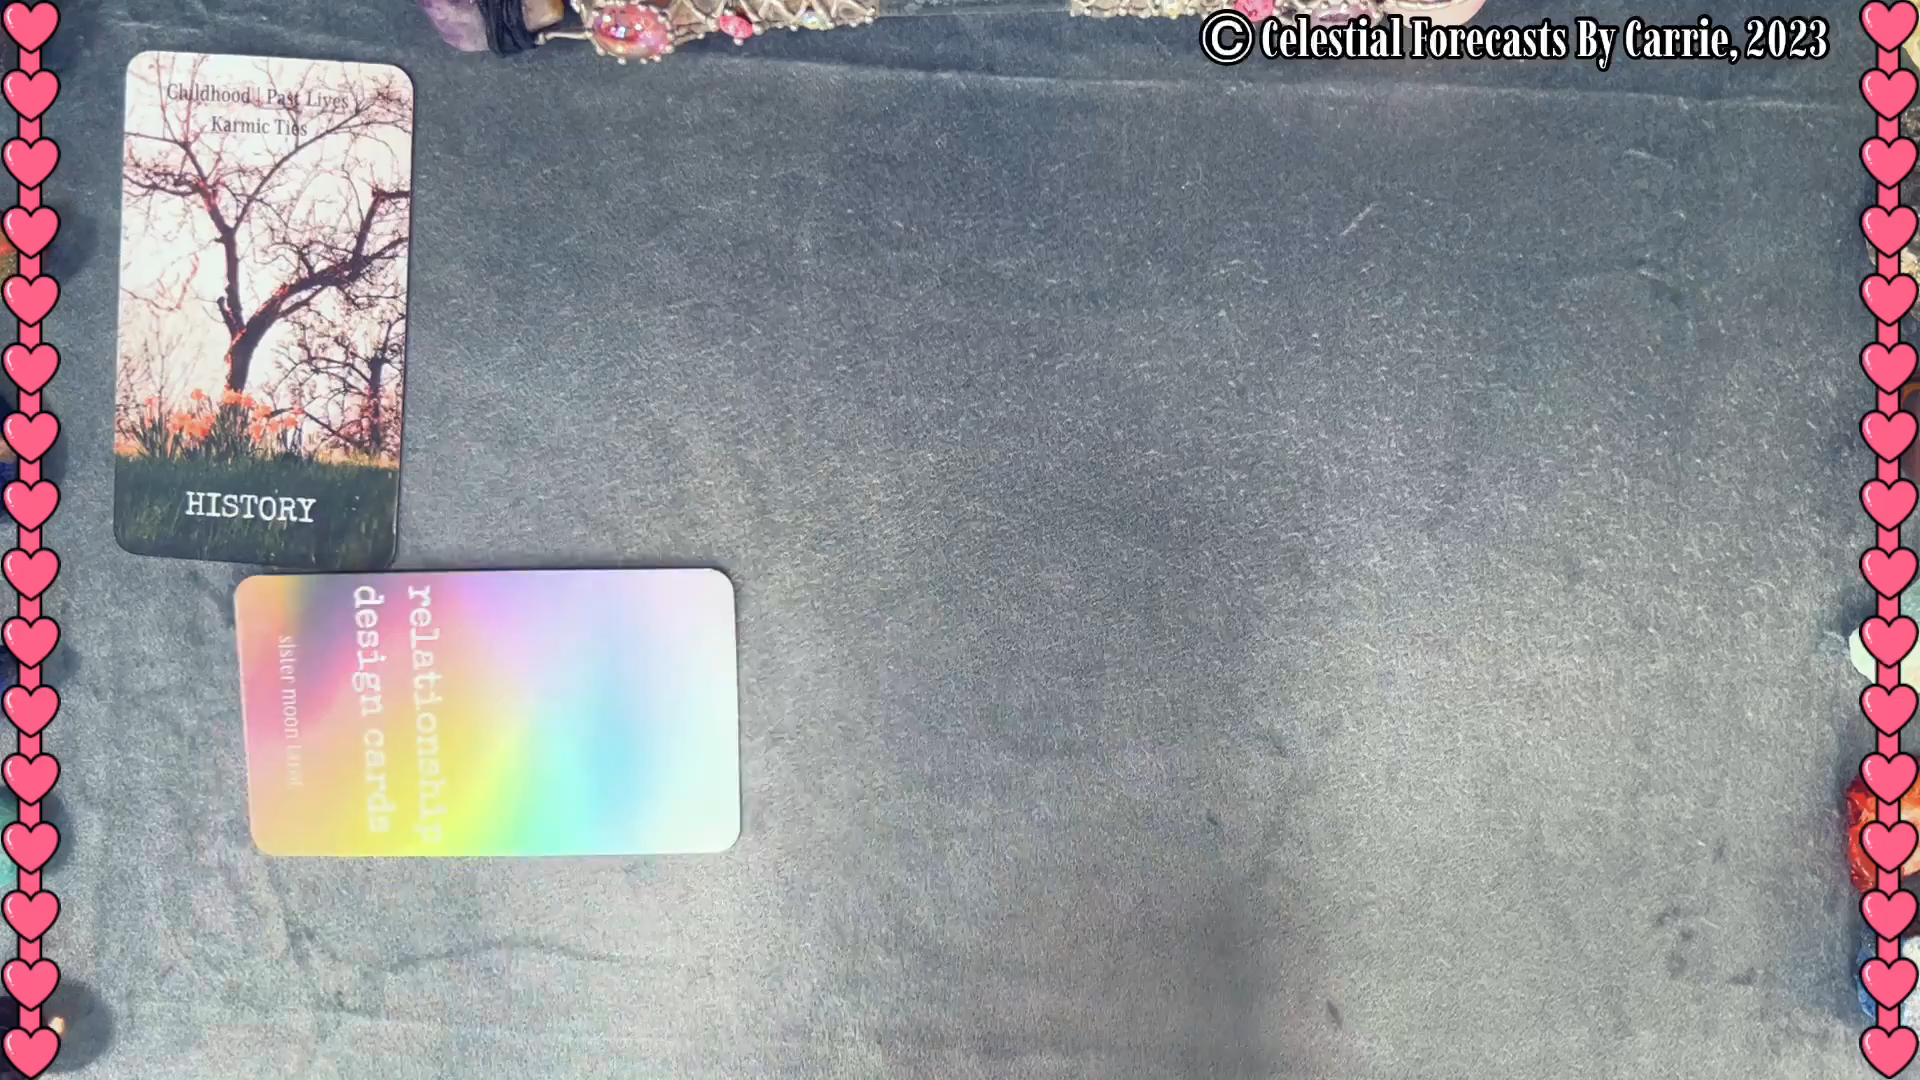 © Celestial Forecasts By Carrie, 2023
Childhood | Past Lives
Karmic Ties
HISTORY
relationship
design cards
sister moon tarot